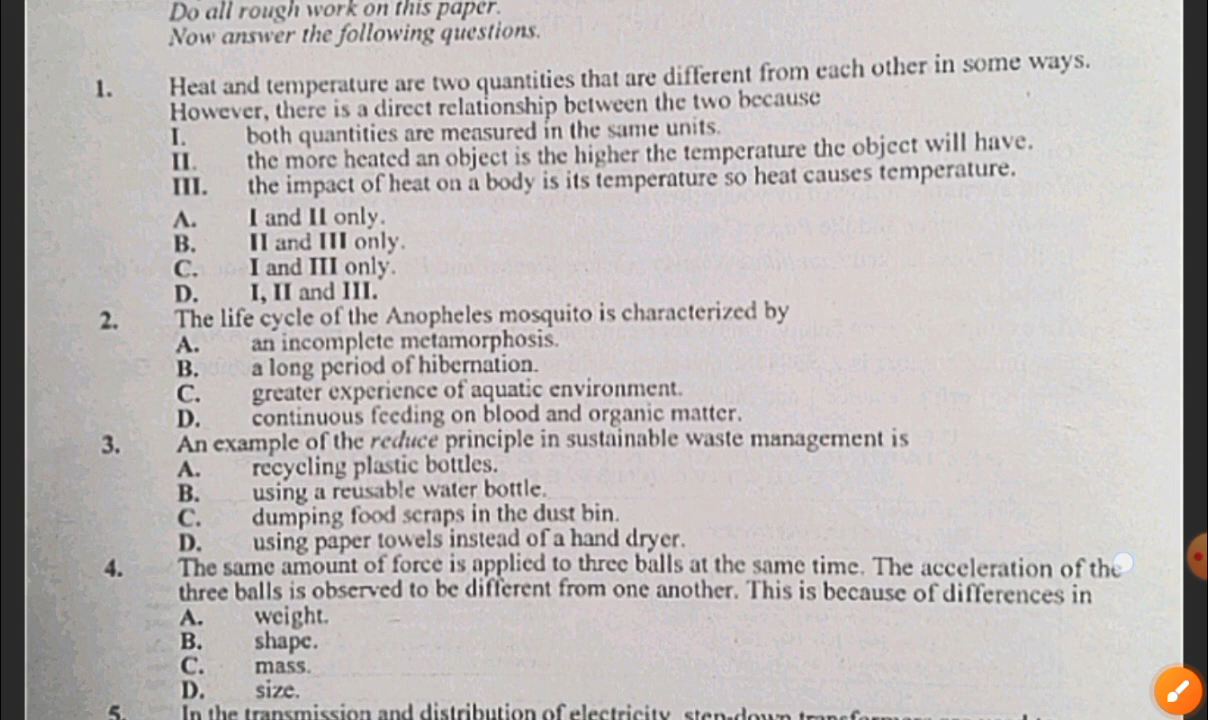 Do all rough work on this paper.
Now answer the following questions.
1. Heat and temperature are two quantities that are different from each other in some ways.
However, there is a direct relationship between the two because
I. both quantities are measured in the same units.
II. the more heated an object is the higher the temperature the object will have.
III. the impact of heat on a body is its temperature so heat causes temperature.
A. I and II only.
B. II and III only.
C. I and III only.
D. I, II and III.
2. The life cycle of the Anopheles mosquito is characterized by
A. an incomplete metamorphosis.
B. a long period of hibernation.
C. greater experience of aquatic environment.
D. continuous feeding on blood and organic matter.
3. An example of the reduce principle in sustainable waste management is
A. recycling plastic bottles.
B. using a reusable water bottle.
C. dumping food scraps in the dust bin.
D. using paper towels instead of a hand dryer.
4. The same amount of force is applied to three balls at the same time. The acceleration of the
three balls is observed to be different from one another. This is because of differences in
A. weight.
B. shape.
C. mass.
D. size.
5. In the transmission and distribution of electricity, step-down